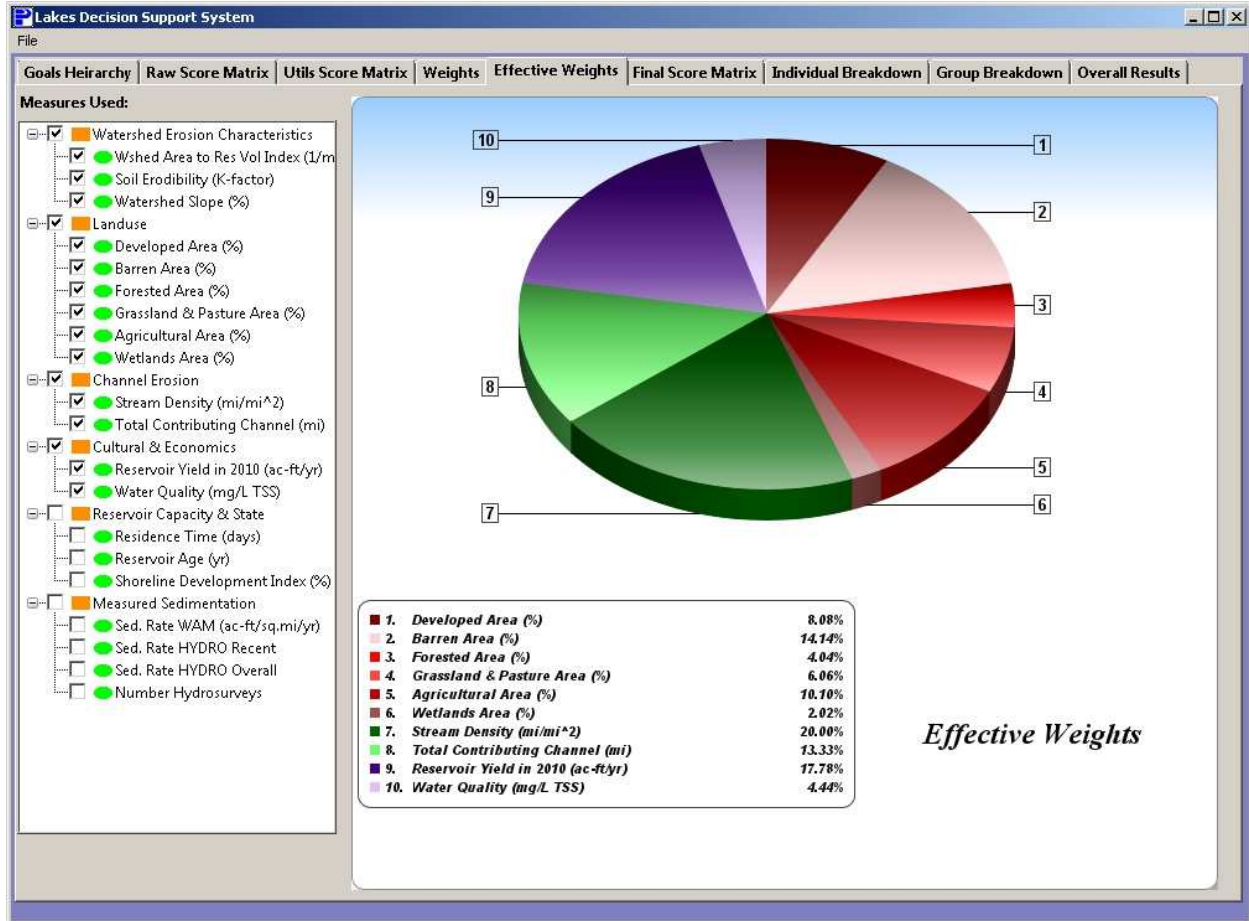 Lakes Decision Support System
File
Goals Heirarchy Raw Score Matrix Utils Score Matrix Weights Effective Weights Final Score Matrix Individual Breakdown Group Breakdown Overall Results
Measures Used:
Watershed Erosion Characteristics
Wshed Area to Res Vol Index (1/m
Soil Erodibility (K-factor)
Watershed Slope (%)
Landuse
Developed Area (%)
Barren Area (%)
Forested Area (%)
Grassland & Pasture Area (%)
Agricultural Area (%)
Wetlands Area (%)
Channel Erosion
Stream Density (mi/mi^2)
Total Contributing Channel (mi)
Cultural & Economics
Reservoir Yield in 2010 (ac-ft/yr)
Water Quality (mg/L TSS)
Reservoir Capacity & State
Residence Time (days)
Reservoir Age (yr)
Shoreline Development Index (%)
Measured Sedimentation
Sed. Rate WAM (ac-ft/sq.mi/yr)
Sed. Rate HYDRO Recent
Sed. Rate HYDRO Overall
Number Hydrosurveys
10
1
2
9
3
8
4
5
6
7
1. Developed Area (%) 8.08%
2. Barren Area (%) 14.14%
3. Forested Area (%) 4.04%
4. Grassland & Pasture Area (%) 6.06%
5. Agricultural Area (%) 10.10%
6. Wetlands Area (%) 2.02%
7. Stream Density (mi/mi^2) 20.00%
8. Total Contributing Channel (mi) 13.33%
9. Reservoir Yield in 2010 (ac-ft/yr) 17.78%
10. Water Quality (mg/L TSS) 4.44%
Effective Weights